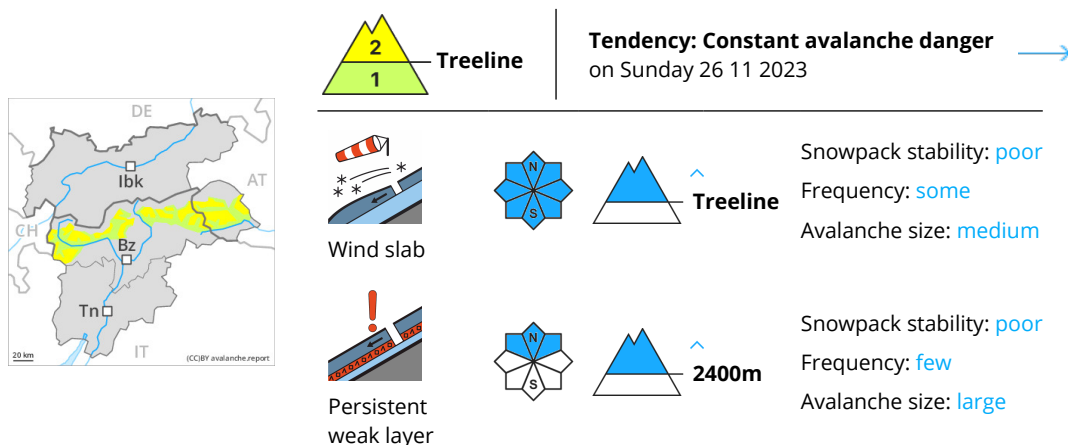 2
1
Treeline
Tendency: Constant avalanche danger
on Sunday 26 11 2023
DE
Ibk
AT
CH
Bz
Tn
IT
20 km
(CC)BY avalanche.report
Wind slab
N
S
Treeline
Snowpack stability: poor
Frequency: some
Avalanche size: medium
Persistent
weak layer
N
S
2400m
Snowpack stability: poor
Frequency: few
Avalanche size: large